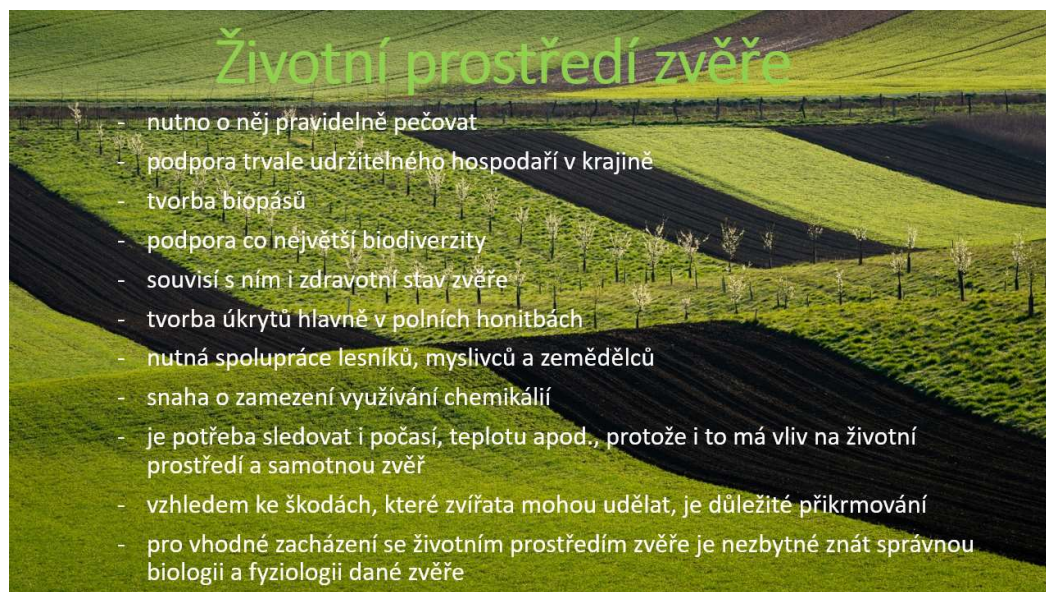 Životní prostředí zvěře
- nutno o něj pravidelně pečovat
- podpora trvale udržitelného hospodaří v krajině
- tvorba biopásů
- podpora co největší biodiverzity
- souvisí s ním i zdravotní stav zvěře
- tvorba úkrytů hlavně v polních honitbách
- nutná spolupráce lesníků, myslivců a zemědělců
- snaha o zamezení využívání chemikálií
- je potřeba sledovat i počasí, teplotu apod., protože i to má vliv na životní
prostředí a samotnou zvěř
- vzhledem ke škodách, které zvířata mohou udělat, je důležité přikrmování
- pro vhodné zacházení se životním prostředím zvěře je nezbytné znát správnou
biologii a fyziologii dané zvěře